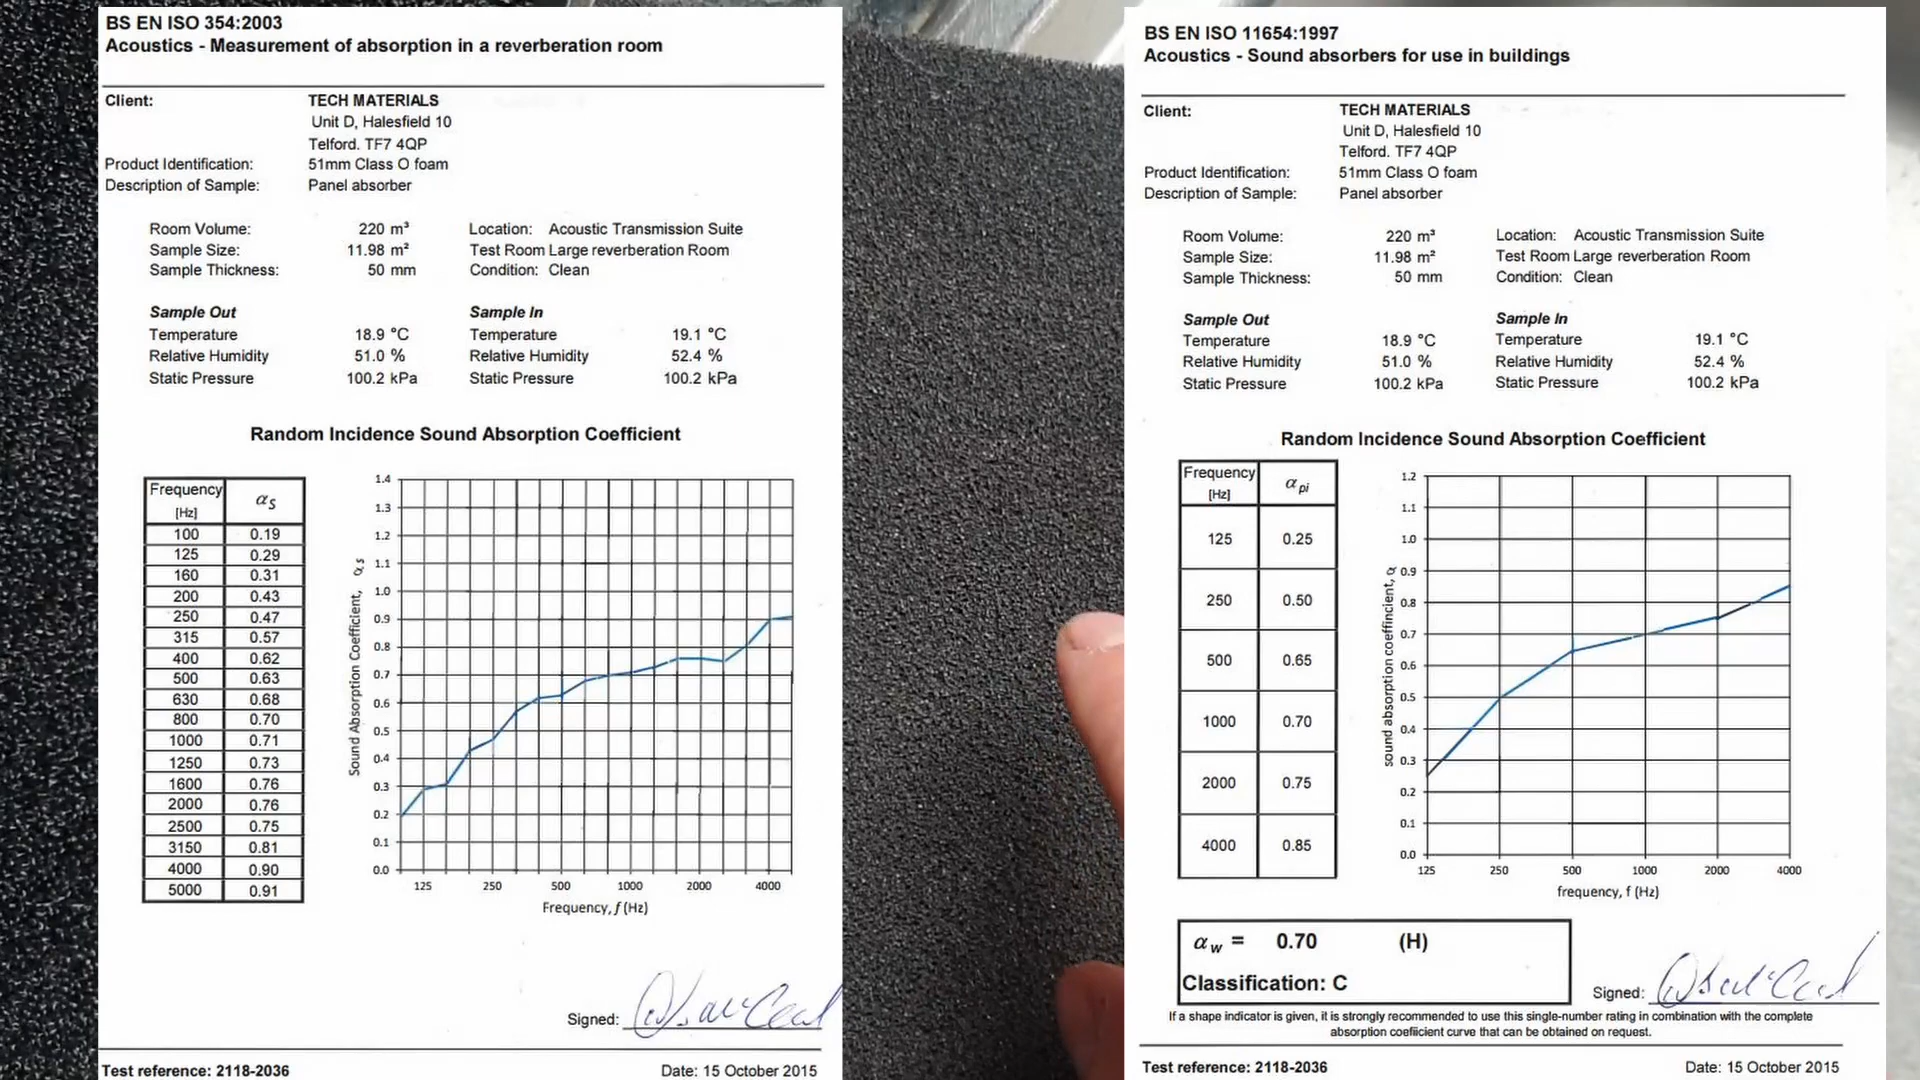 BS EN ISO 354:2003
Acoustics - Measurement of absorption in a reverberation room
Client: TECH MATERIALS
Unit D, Halesfield 10
Telford. TF7 4QP
Product Identification: 51mm Class O foam
Description of Sample: Panel absorber
Room Volume: 220 m³ Location: Acoustic Transmission Suite
Sample Size: 11.98 m² Test Room Large reverberation Room
Sample Thickness: 50 mm Condition: Clean
Sample Out Sample In
Temperature 18.9 °C Temperature 19.1 °C
Relative Humidity 51.0 % Relative Humidity 52.4 %
Static Pressure 100.2 kPa Static Pressure 100.2 kPa
Random Incidence Sound Absorption Coefficient
Frequency [Hz] αS
100 0.19
125 0.29
160 0.31
200 0.43
250 0.47
315 0.57
400 0.62
500 0.63
630 0.68
800 0.70
1000 0.71
1250 0.73
1600 0.76
2000 0.76
2500 0.75
3150 0.81
4000 0.90
5000 0.91
Sound Absorption Coefficient, αs
1.4
1.3
1.2
1.1
1.0
0.9
0.8
0.7
0.6
0.5
0.4
0.3
0.2
0.1
0.0
125 250 500 1000 2000 4000
Frequency, f (Hz)
Signed:
Test reference: 2118-2036 Date: 15 October 2015
BS EN ISO 11654:1997
Acoustics - Sound absorbers for use in buildings
Client: TECH MATERIALS
Unit D, Halesfield 10
Telford. TF7 4QP
Product Identification: 51mm Class O foam
Description of Sample: Panel absorber
Room Volume: 220 m³ Location: Acoustic Transmission Suite
Sample Size: 11.98 m² Test Room Large reverberation Room
Sample Thickness: 50 mm Condition: Clean
Sample Out Sample In
Temperature 18.9 °C Temperature 19.1 °C
Relative Humidity 51.0 % Relative Humidity 52.4 %
Static Pressure 100.2 kPa Static Pressure 100.2 kPa
Random Incidence Sound Absorption Coefficient
Frequency [Hz] αpi
125 0.25
250 0.50
500 0.65
1000 0.70
2000 0.75
4000 0.85
sound absorption coeffincient, α
1.2
1.1
1.0
0.9
0.8
0.7
0.6
0.5
0.4
0.3
0.2
0.1
0.0
125 250 500 1000 2000 4000
frequency, f (Hz)
αw = 0.70 (H)
Classification: C
Signed:
If a shape indicator is given, it is strongly recommended to use this single-number rating in combination with the complete
absorption coefiicient curve that can be obtained on request.
Test reference: 2118-2036 Date: 15 October 2015